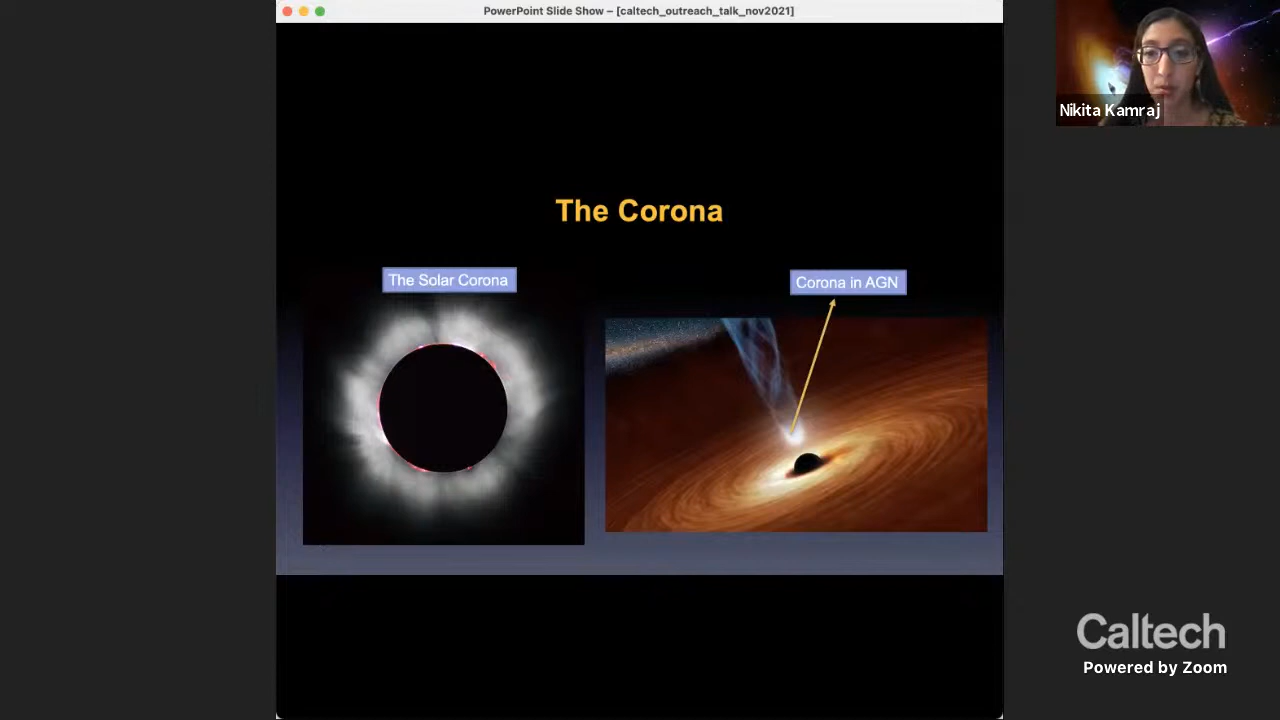 PowerPoint Slide Show – [caltech_outreach_talk_nov2021]
Nikita Kamraj
The Corona
The Solar Corona
Corona in AGN
Caltech
Powered by Zoom